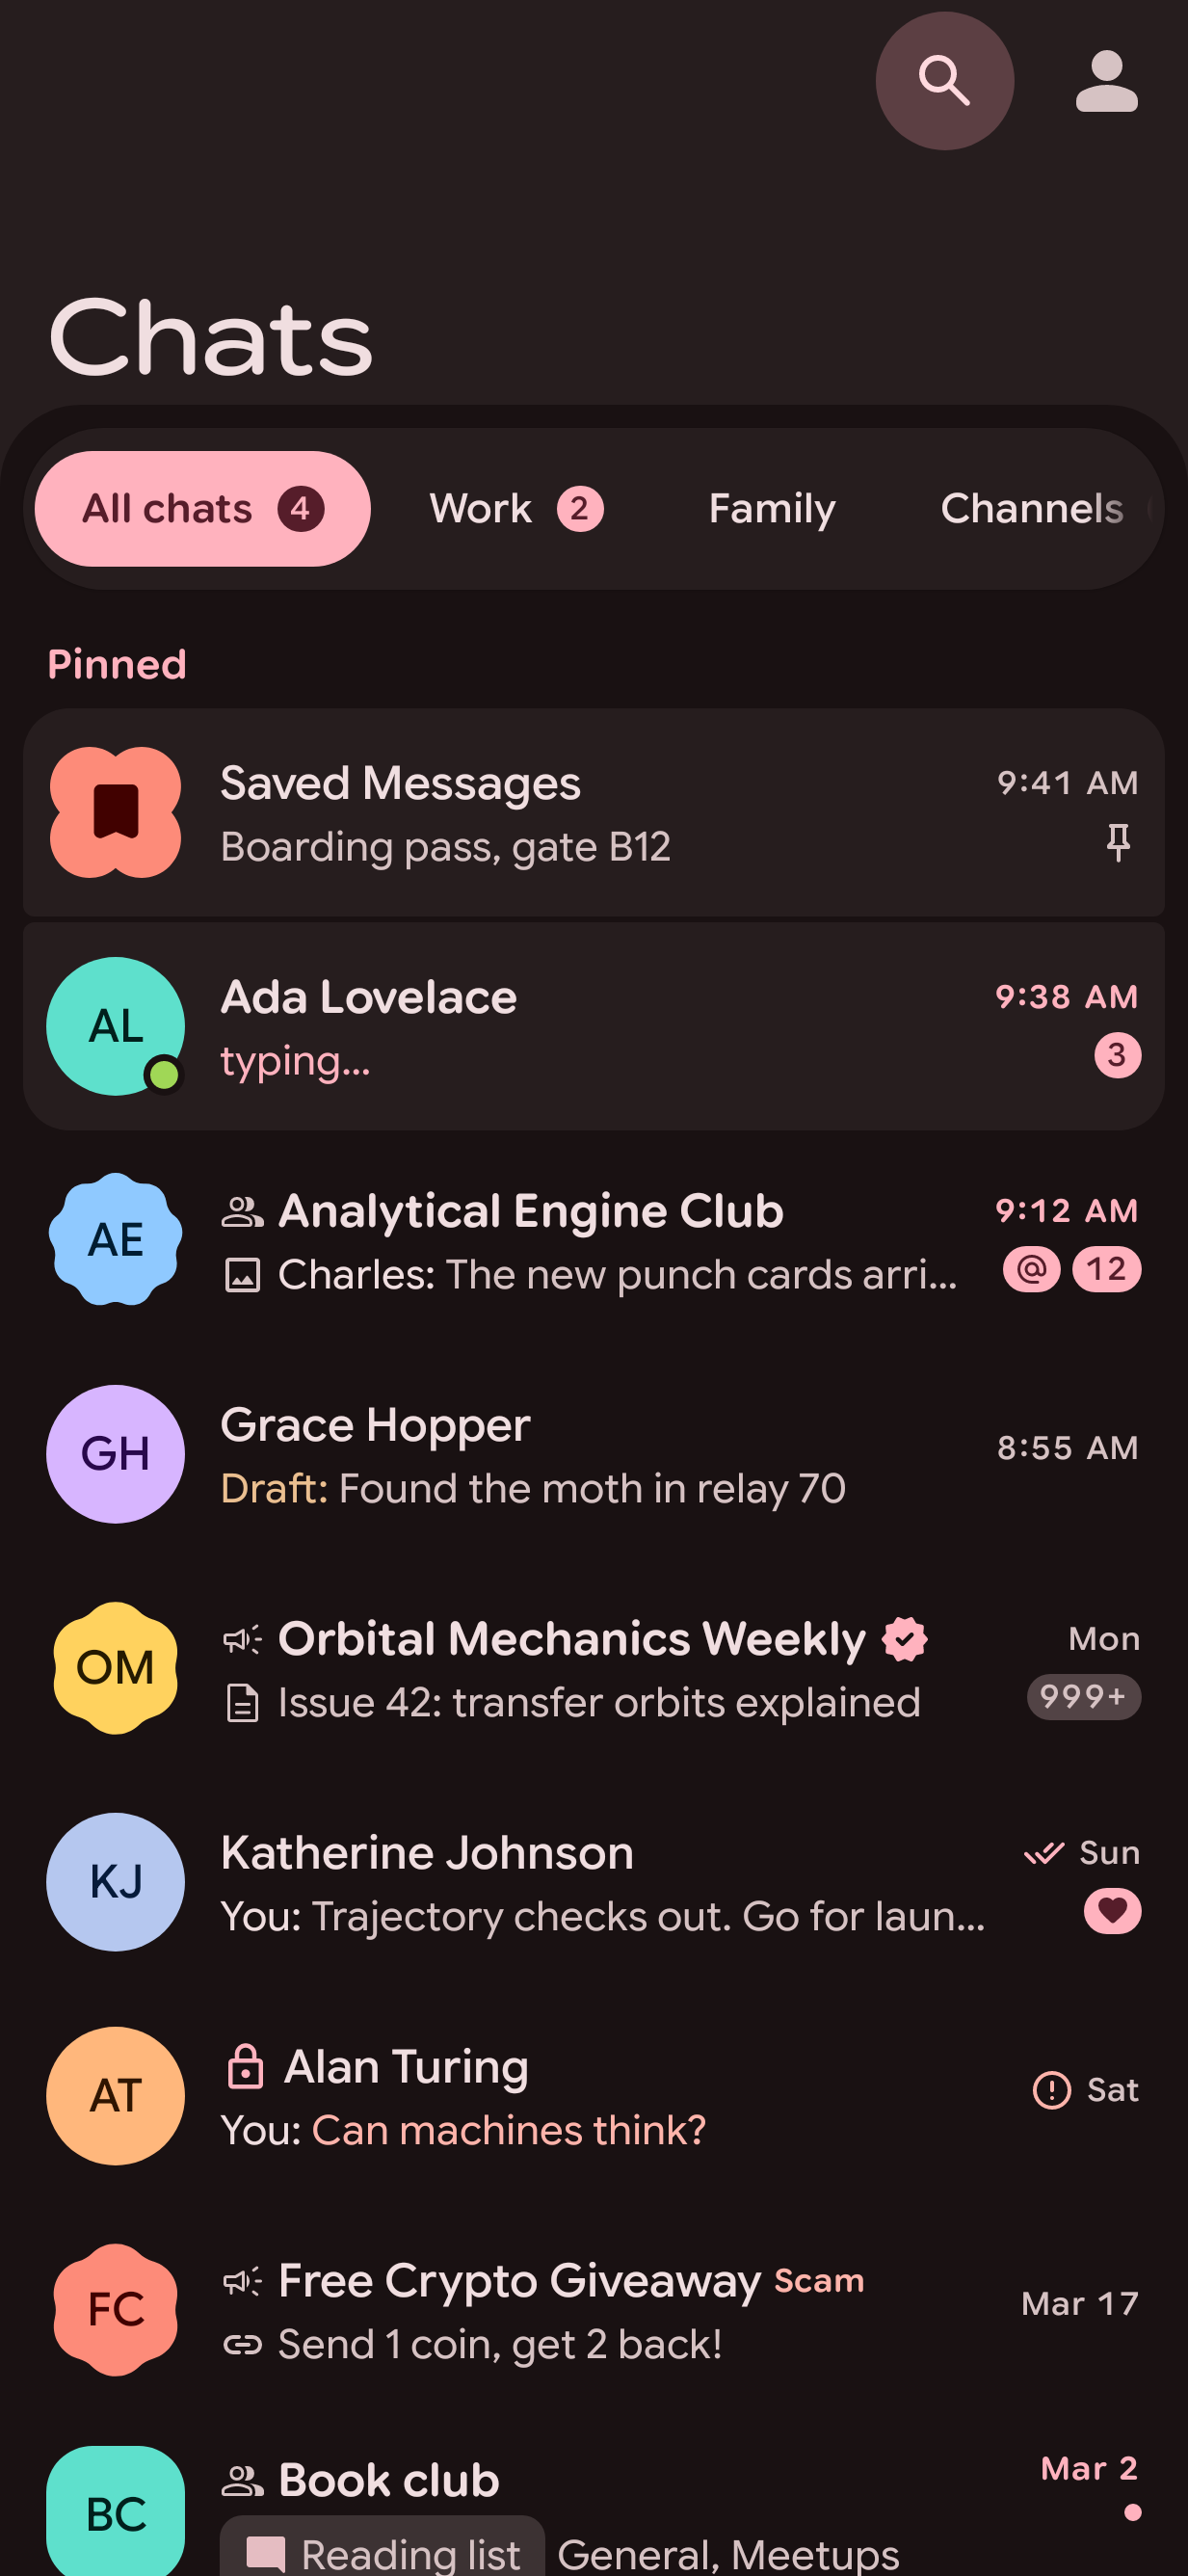 Chats
All chats 4 Work 2 Family Channels
Pinned
Saved Messages 9:41 AM
Boarding pass, gate B12
AL Ada Lovelace 9:38 AM
typing... 3
AE Analytical Engine Club 9:12 AM
Charles: The new punch cards arri... @ 12
GH Grace Hopper 8:55 AM
Draft: Found the moth in relay 70
OM Orbital Mechanics Weekly Mon
Issue 42: transfer orbits explained 999+
KJ Katherine Johnson Sun
You: Trajectory checks out. Go for laun...
AT Alan Turing Sat
You: Can machines think?
FC Free Crypto Giveaway Scam Mar 17
Send 1 coin, get 2 back!
BC Book club Mar 2
Reading list General, Meetups